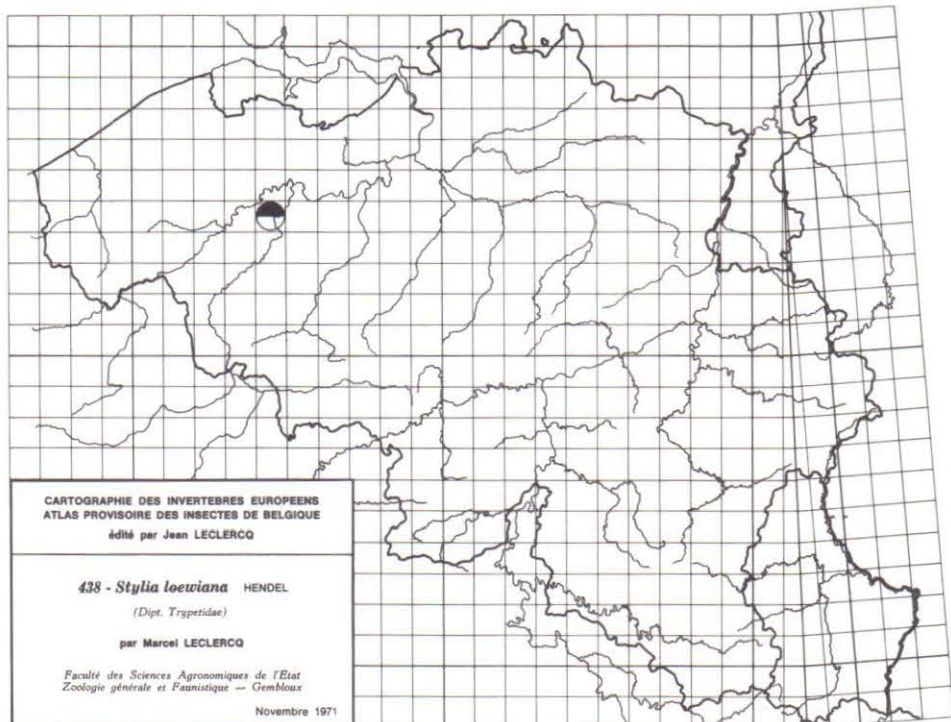 CARTOGRAPHIE DES INVERTEBRES EUROPEENS
ATLAS PROVISOIRE DES INSECTES DE BELGIQUE
édité par Jean LECLERCQ
438 - Stylia loewiana HENDEL
(Dipt. Trypetidae)
par Marcel LECLERCQ
Faculté des Sciences Agronomiques de l'Etat
Zoologie générale et Faunistique — Gembloux
Novembre 1971